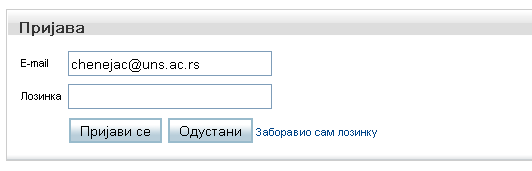 Пријава
E-mail chenejac@uns.ac.rs
Лозинка
Пријави се Одустани Заборавио сам лозинку